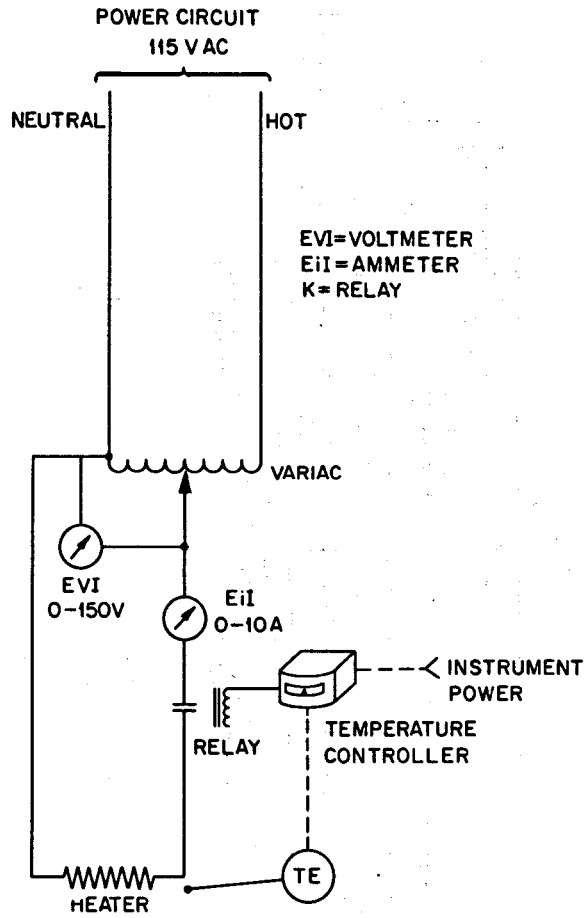 POWER CIRCUIT
115 V AC
NEUTRAL
HOT
EVI=VOLTMETER
EiI=AMMETER
K=RELAY
VARIAC
EVI
0-150V
EiI
0-10A
INSTRUMENT
POWER
RELAY
TEMPERATURE
CONTROLLER
TE
HEATER